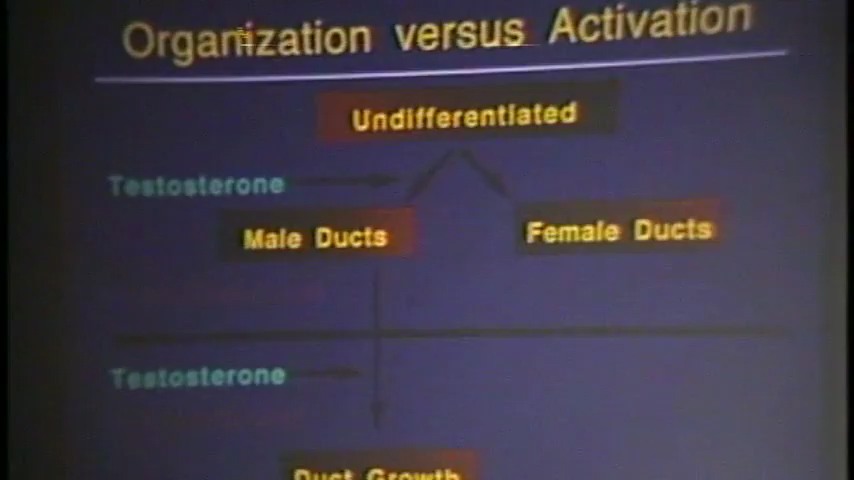 Organization versus Activation
Undifferentiated
Testosterone
Male Ducts
Female Ducts
Testosterone
Duct Growth